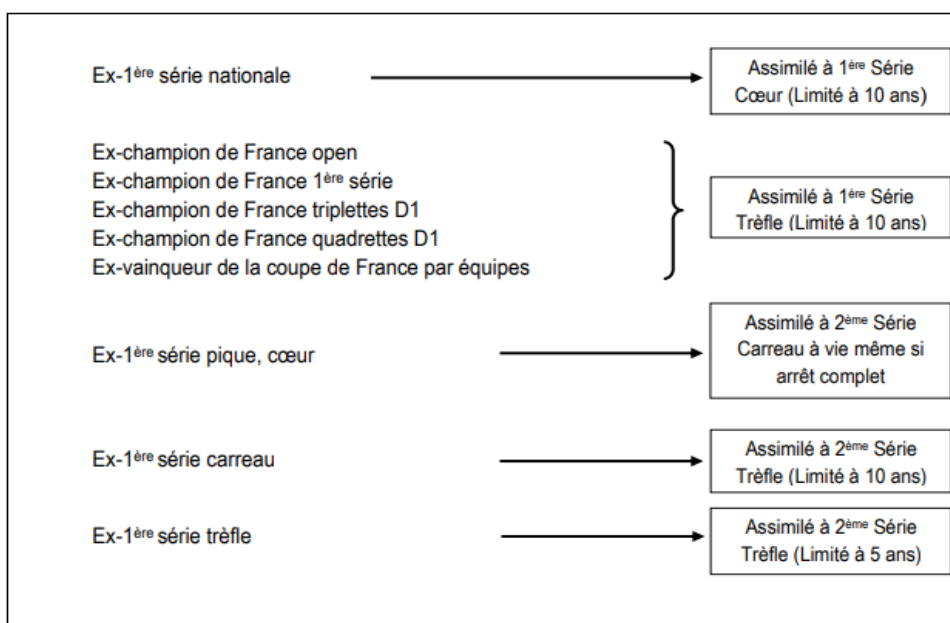 Ex-1ère série nationale
Assimilé à 1ère Série
Cœur (Limité à 10 ans)
Ex-champion de France open
Ex-champion de France 1ère série
Ex-champion de France triplettes D1
Ex-champion de France quadrettes D1
Ex-vainqueur de la coupe de France par équipes
Assimilé à 1ère Série
Trèfle (Limité à 10 ans)
Ex-1ère série pique, cœur
Assimilé à 2ème Série
Carreau à vie même si
arrêt complet
Ex-1ère série carreau
Assimilé à 2ème Série
Trèfle (Limité à 10 ans)
Ex-1ère série trèfle
Assimilé à 2ème Série
Trèfle (Limité à 5 ans)